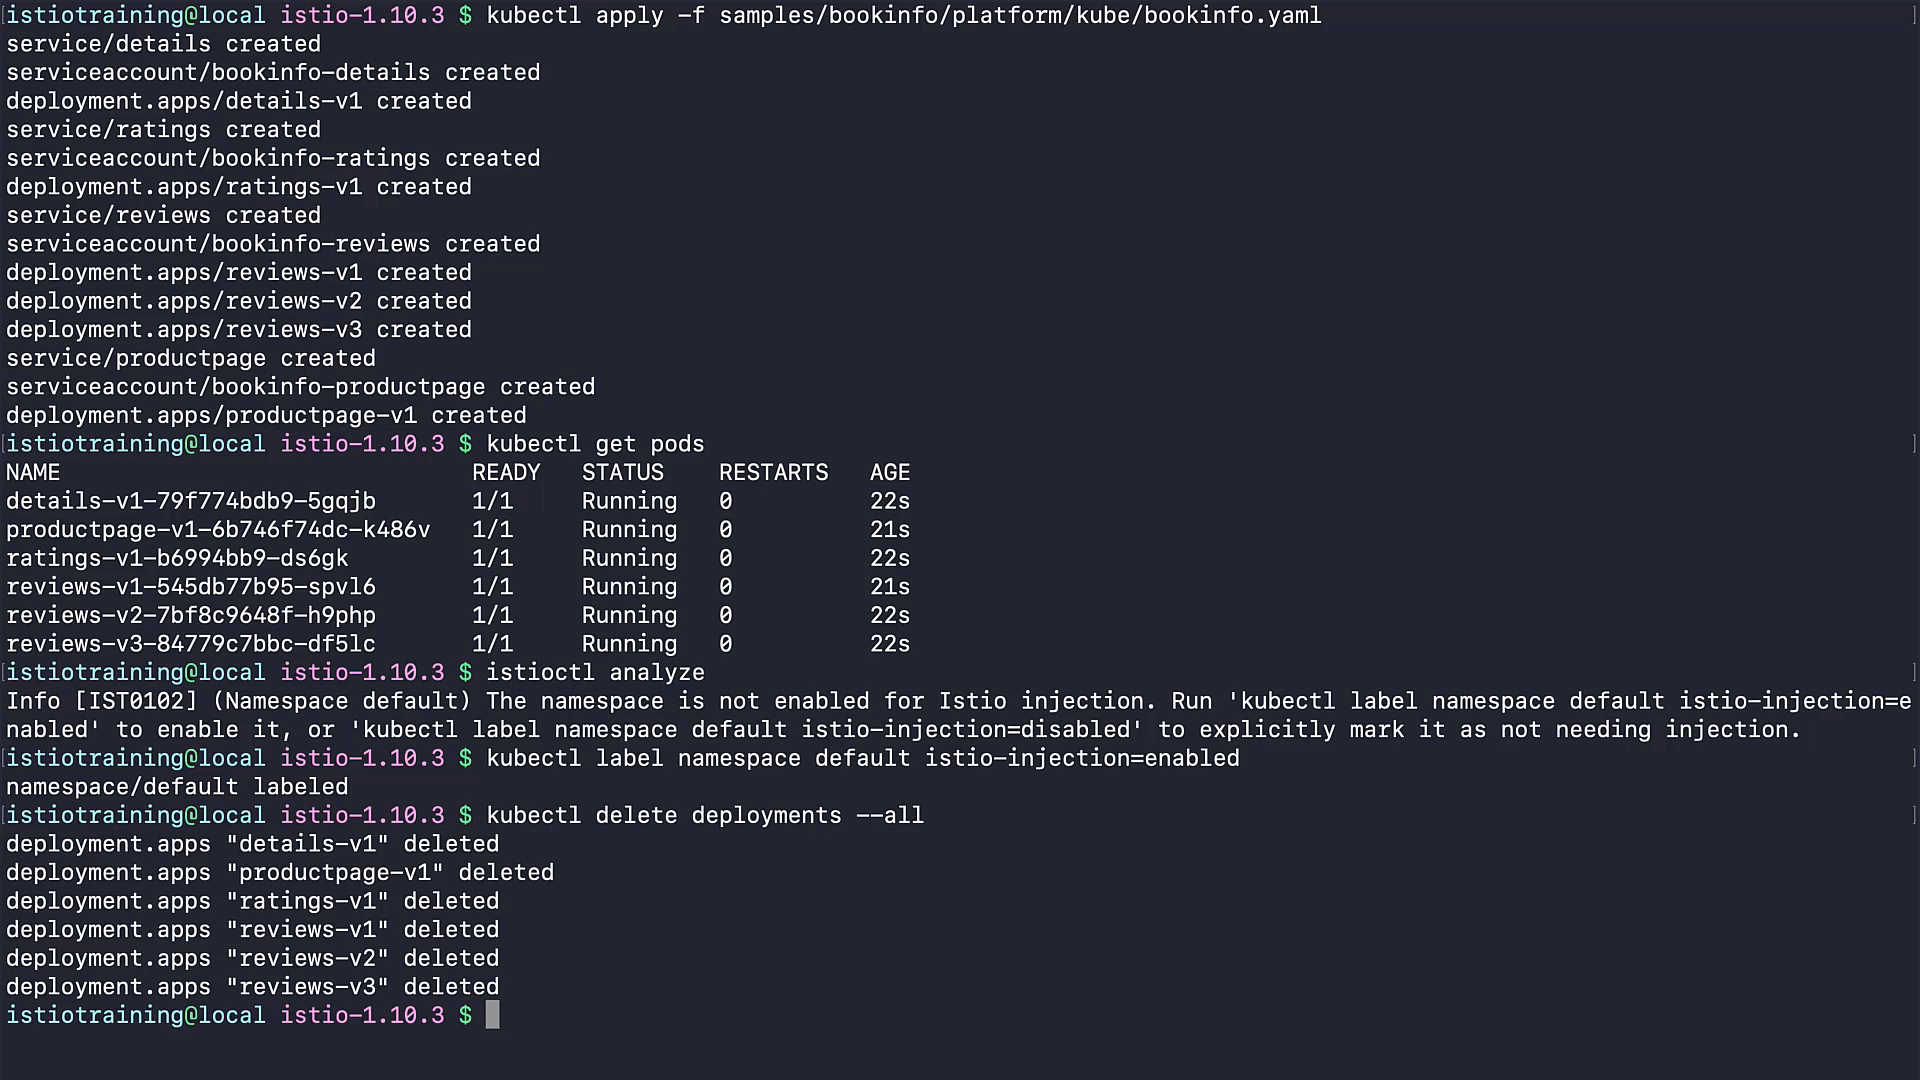 istiotraining@local istio-1.10.3 $ kubectl apply -f samples/bookinfo/platform/kube/bookinfo.yaml
service/details created
serviceaccount/bookinfo-details created
deployment.apps/details-v1 created
service/ratings created
serviceaccount/bookinfo-ratings created
deployment.apps/ratings-v1 created
service/reviews created
serviceaccount/bookinfo-reviews created
deployment.apps/reviews-v1 created
deployment.apps/reviews-v2 created
deployment.apps/reviews-v3 created
service/productpage created
serviceaccount/bookinfo-productpage created
deployment.apps/productpage-v1 created
istiotraining@local istio-1.10.3 $ kubectl get pods
NAME READY STATUS RESTARTS AGE
details-v1-79f774bdb9-5gqjb 1/1 Running 0 22s
productpage-v1-6b746f74dc-k486v 1/1 Running 0 21s
ratings-v1-b6994bb9-ds6gk 1/1 Running 0 22s
reviews-v1-545db77b95-spvl6 1/1 Running 0 21s
reviews-v2-7bf8c9648f-h9php 1/1 Running 0 22s
reviews-v3-84779c7bbc-df5lc 1/1 Running 0 22s
istiotraining@local istio-1.10.3 $ istioctl analyze
Info [IST0102] (Namespace default) The namespace is not enabled for Istio injection. Run 'kubectl label namespace default istio-injection=e
nabled' to enable it, or 'kubectl label namespace default istio-injection=disabled' to explicitly mark it as not needing injection.
istiotraining@local istio-1.10.3 $ kubectl label namespace default istio-injection=enabled
namespace/default labeled
istiotraining@local istio-1.10.3 $ kubectl delete deployments --all
deployment.apps "details-v1" deleted
deployment.apps "productpage-v1" deleted
deployment.apps "ratings-v1" deleted
deployment.apps "reviews-v1" deleted
deployment.apps "reviews-v2" deleted
deployment.apps "reviews-v3" deleted
istiotraining@local istio-1.10.3 $